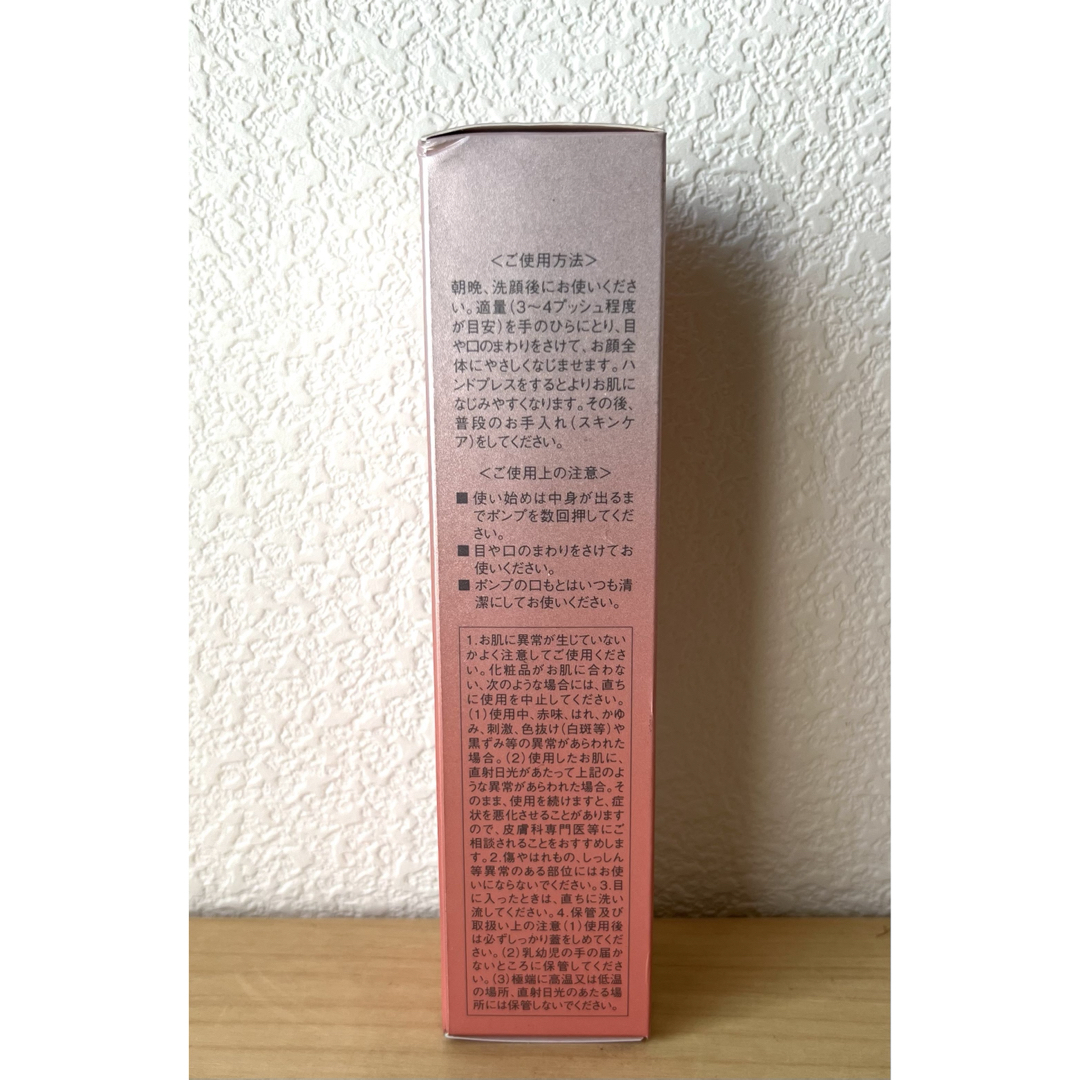 ＜ご使用方法＞
朝晩、洗顔後にお使いくださ
い。適量（3〜4プッシュ程度
が目安）を手のひらにとり、目
や口のまわりをさけて、お顔全
体にやさしくなじませます。ハ
ンドプレスをするとよりお肌に
なじみやすくなります。その後、
普段のお手入れ（スキンケ
ア）をしてください。
＜ご使用上の注意＞
■ 使い始めは中身が出るま
でポンプを数回押してくだ
さい。
■ 目や口のまわりをさけてお
使いください。
■ ポンプの口もとはいつも清
潔にしてお使いください。
1.お肌に異常が生じていない
かよく注意してご使用くださ
い。化粧品がお肌に合わな
い、次のような場合には、直ち
に使用を中止してください。
（1）使用中、赤味、はれ、かゆ
み、刺激、色抜け（白斑等）や
黒ずみ等の異常があらわれた
場合。（2）使用したお肌に、
直射日光があたって上記のよ
うな異常があらわれた場合。そ
のまま、使用を続けますと、症
状を悪化させることがあります
ので、皮膚科専門医等にご
相談されることをおすすめしま
す。2.傷やはれもの、しっしん
等異常のある部位にはお使
いにならないでください。3.目
に入ったときは、直ちに洗い
流してください。4.保管及び
取扱い上の注意（1）使用後
は必ずしっかり蓋をしめてくだ
さい。（2）乳幼児の手の届か
ないところに保管してくださ
い。（3）極端に高温又は低温
の場所、直射日光のあたる場
所には保管しないでください。